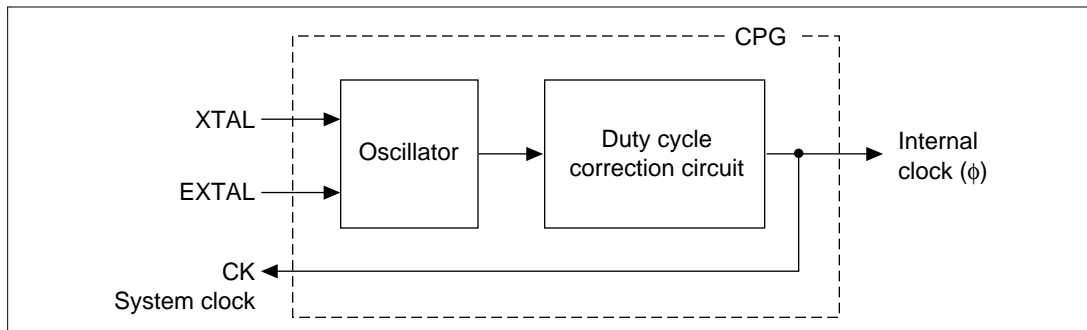 CPG
XTAL
EXTAL
Oscillator
Duty cycle
correction circuit
Internal
clock (ϕ)
CK
System clock